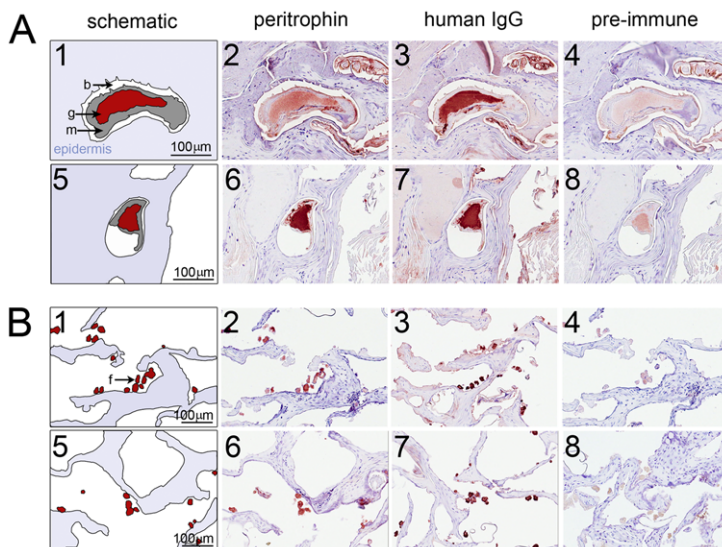 schematic peritrophin human IgG pre-immune
A
1 2 3 4
b
g
m
epidermis
100μm
5 6 7 8
100μm
B
1 2 3 4
f
100μm
5 6 7 8
100μm